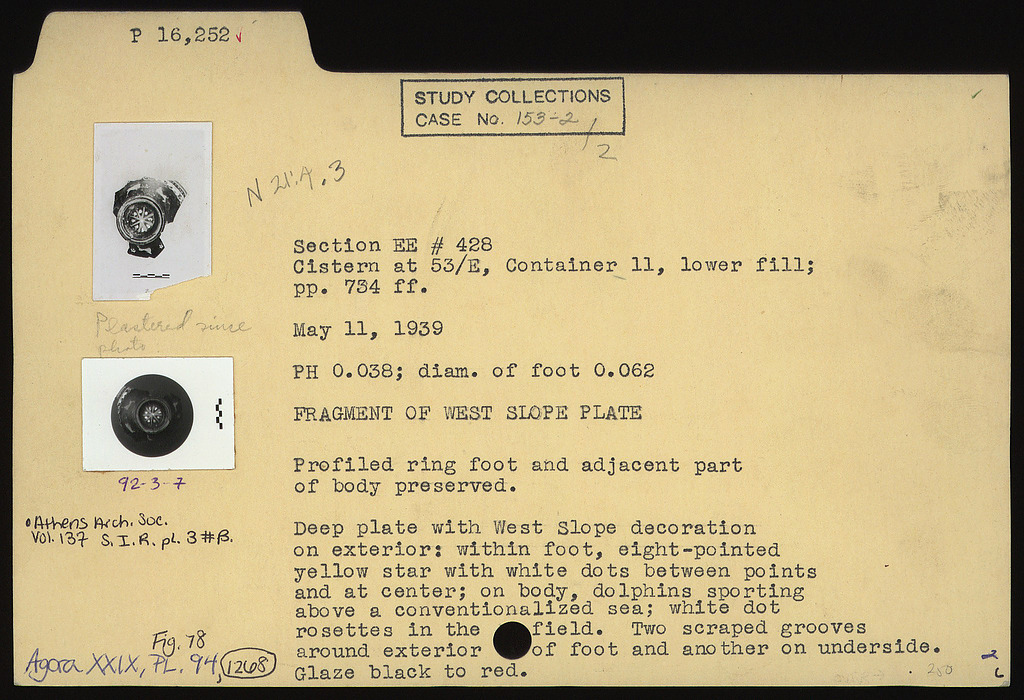 P 16,252
STUDY COLLECTIONS
CASE No. 153-2
/2
N 21:4.3
Section EE # 428
Cistern at 53/E, Container 11, lower fill;
pp. 734 ff.
Plastered since
photo.
May 11, 1939
PH 0.038; diam. of foot 0.062
FRAGMENT OF WEST SLOPE PLATE
Profiled ring foot and adjacent part
of body preserved.
92-3-7
Athens Arch. Soc.
Vol. 137 S.I.R. pl. 3 #B.
Deep plate with West Slope decoration
on exterior: within foot, eight-pointed
yellow star with white dots between points
and at center; on body, dolphins sporting
above a conventionalized sea; white dot
rosettes in the field. Two scraped grooves
around exterior of foot and another on underside.
Glaze black to red.
Fig. 78
Agora XXIX, PL. 94, 1268
2
L